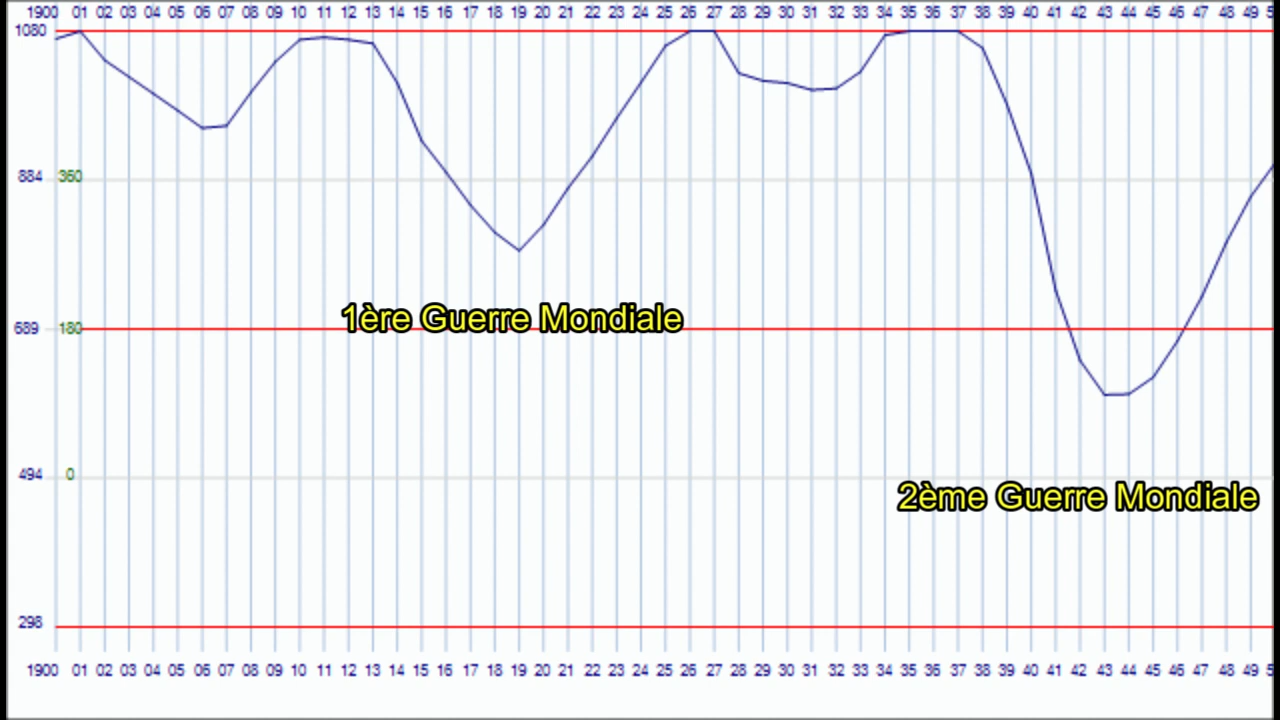 1900 01 02 03 04 05 06 07 08 09 10 11 12 13 14 15 16 17 18 19 20 21 22 23 24 25 26 27 28 29 30 31 32 33 34 35 36 37 38 39 40 41 42 43 44 45 46 47 48 49 5
1080
884 360
1ère Guerre Mondiale
689 180
494 0
2ème Guerre Mondiale
298
1900 01 02 03 04 05 06 07 08 09 10 11 12 13 14 15 16 17 18 19 20 21 22 23 24 25 26 27 28 29 30 31 32 33 34 35 36 37 38 39 40 41 42 43 44 45 46 47 48 49 5